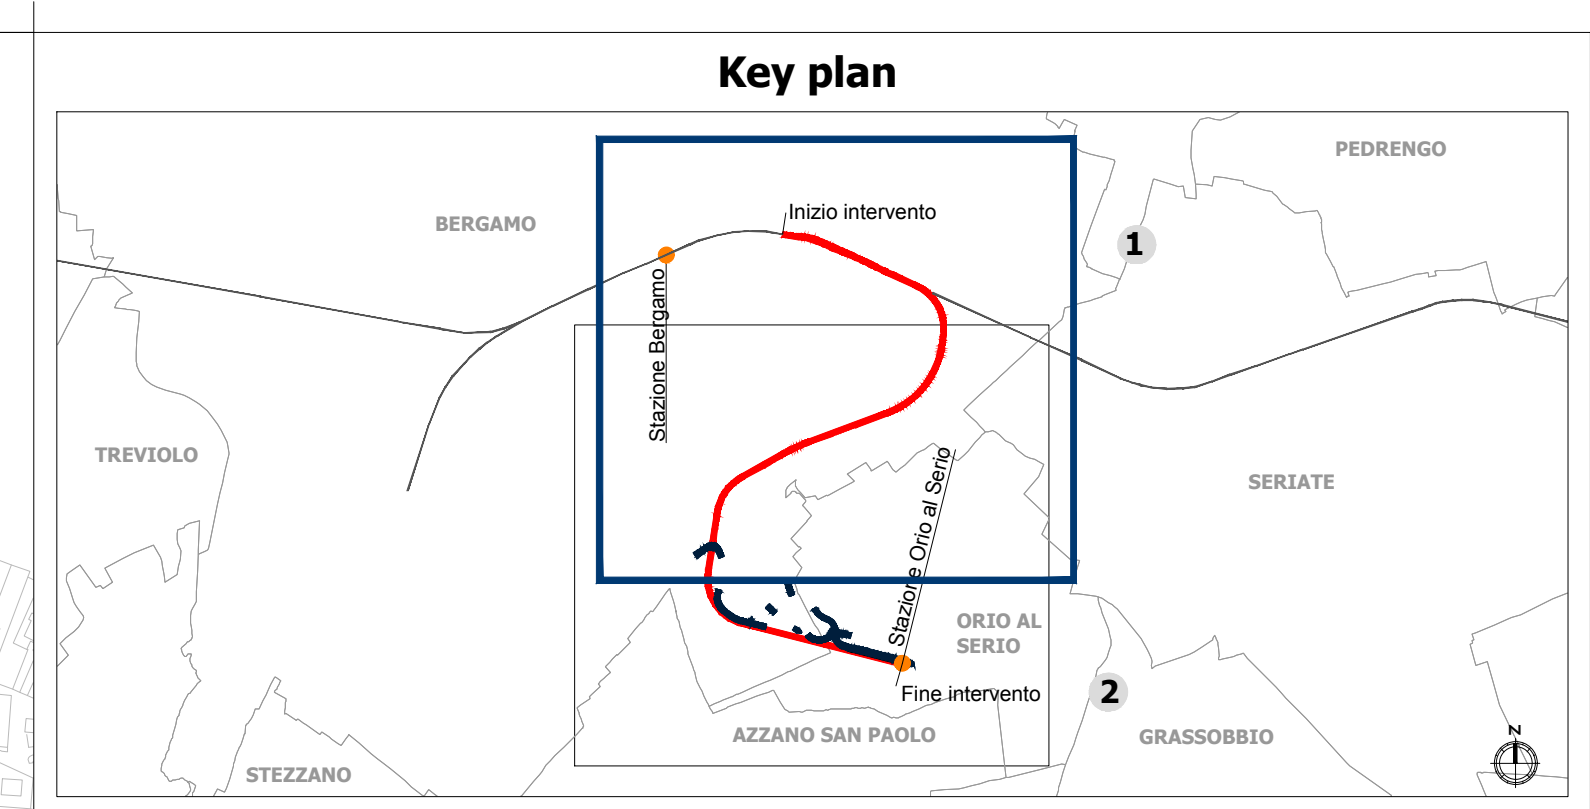 Key plan
PEDRENGO
Inizio intervento
BERGAMO
1
Stazione Bergamo
TREVIOLO
SERIATE
Stazione Orio al Serio
ORIO AL
SERIO
Fine intervento
2
AZZANO SAN PAOLO
GRASSOBBIO
STEZZANO
N